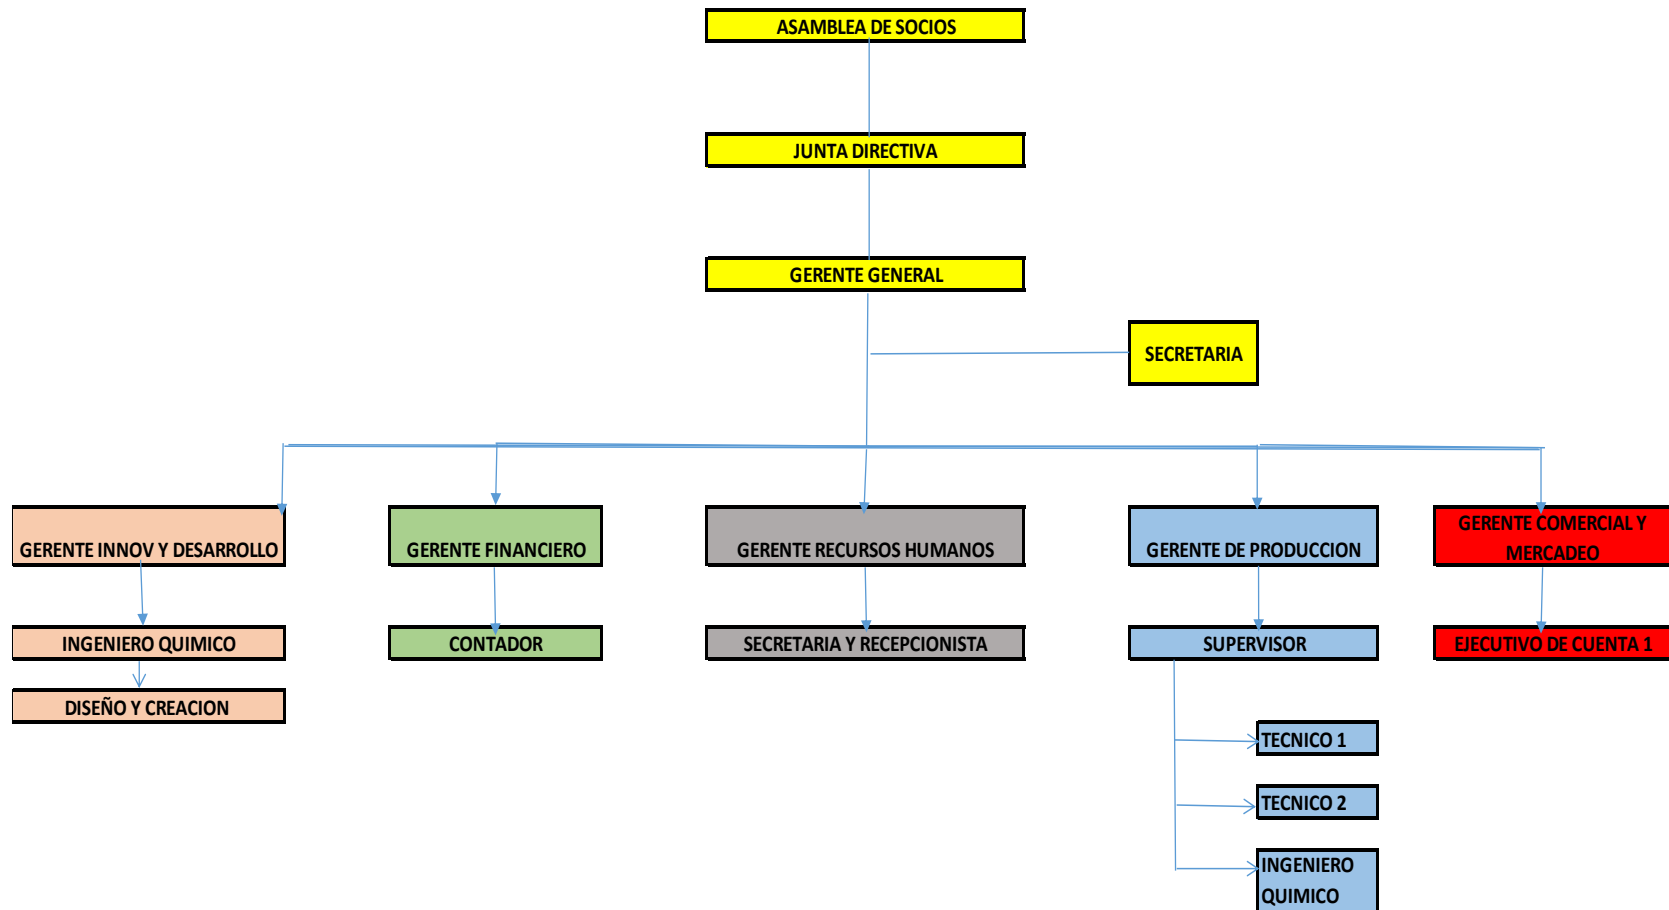 ASAMBLEA DE SOCIOS
JUNTA DIRECTIVA
GERENTE GENERAL
SECRETARIA
GERENTE INNOV Y DESARROLLO
GERENTE FINANCIERO
GERENTE RECURSOS HUMANOS
GERENTE DE PRODUCCION
GERENTE COMERCIAL Y
MERCADEO
INGENIERO QUIMICO
CONTADOR
SECRETARIA Y RECEPCIONISTA
SUPERVISOR
EJECUTIVO DE CUENTA 1
DISEÑO Y CREACION
TECNICO 1
TECNICO 2
INGENIERO
QUIMICO